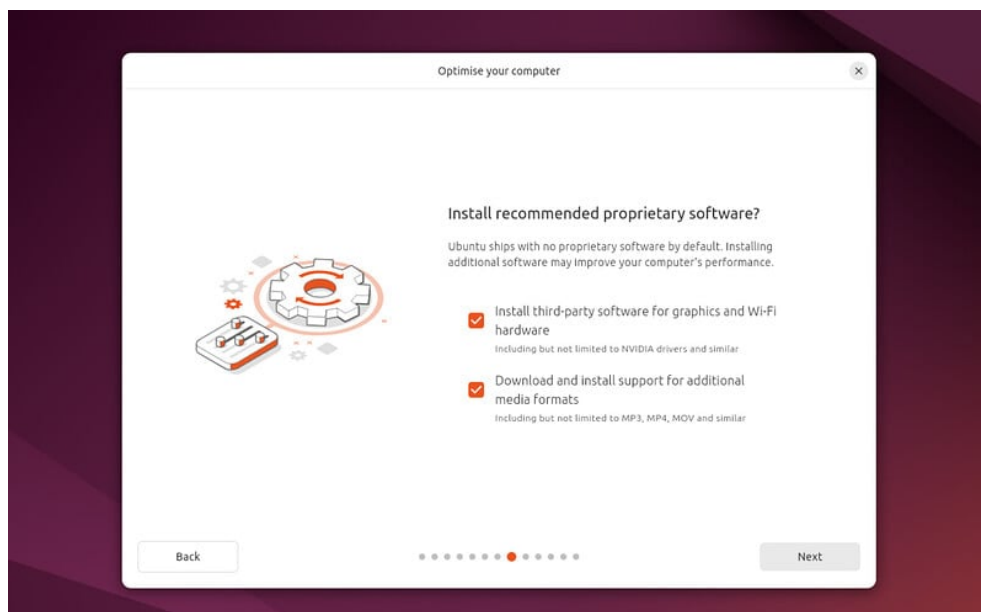 Optimise your computer
Install recommended proprietary software?
Ubuntu ships with no proprietary software by default. Installing
additional software may improve your computer's performance.
Install third-party software for graphics and Wi-Fi
hardware
Including but not limited to NVIDIA drivers and similar
Download and install support for additional
media formats
Including but not limited to MP3, MP4, MOV and similar
Back
Next